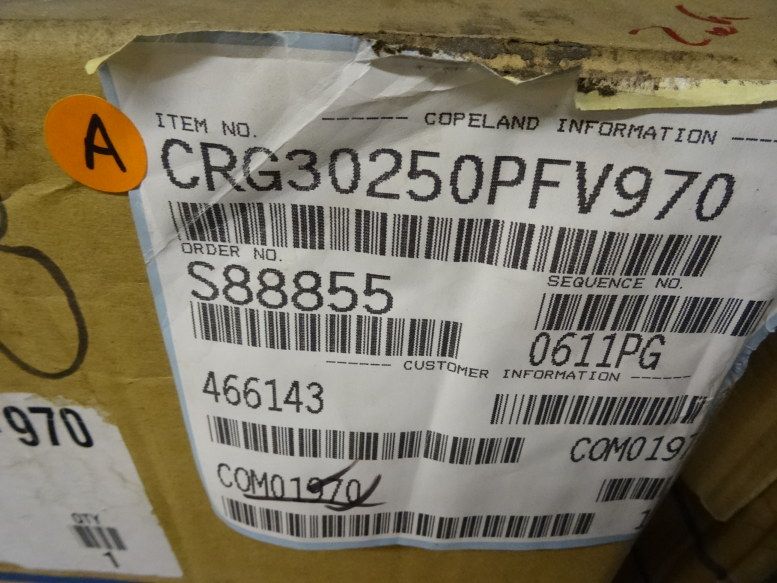 A
ITEM NO. ------ COPELAND INFORMATION ----
CRG30250PFV970
ORDER NO.
S88855
SEQUENCE NO.
0611PG
------ CUSTOMER INFORMATION ------
466143
COM0197
COM01970
970
QTY
1